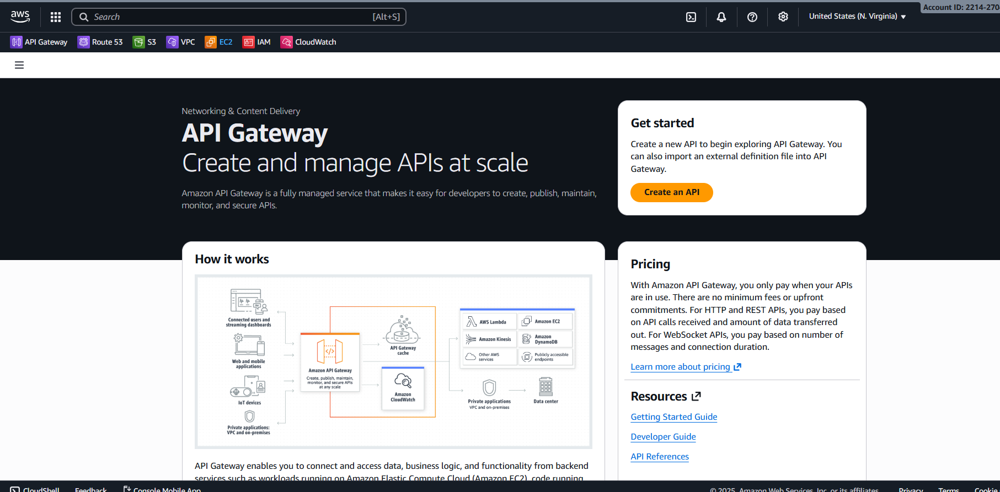 aws
Search
[Alt+S]
United States (N. Virginia)
Account ID: 2214-270
API Gateway
Route 53
S3
VPC
EC2
IAM
CloudWatch
Networking & Content Delivery
API Gateway
Create and manage APIs at scale
Amazon API Gateway is a fully managed service that makes it easy for developers to create, publish, maintain,
monitor, and secure APIs.
Get started
Create a new API to begin exploring API Gateway. You
can also import an external definition file into API
Gateway.
Create an API
How it works
Connected users and
streaming dashboards
Web and mobile
applications
IoT devices
Private applications:
VPC and on-premises
Amazon API Gateway
Create, publish, maintain,
monitor, and secure APIs
at any scale
API Gateway
cache
Amazon
CloudWatch
AWS Lambda
Amazon EC2
Amazon Kinesis
Amazon
DynamoDB
Other AWS
services
Publicly accessible
endpoints
Private applications
VPC and on-premises
Data center
API Gateway enables you to connect and access data, business logic, and functionality from backend
services such as workloads running on Amazon Elastic Compute Cloud (Amazon EC2), code running
Pricing
With Amazon API Gateway, you only pay when your APIs
are in use. There are no minimum fees or upfront
commitments. For HTTP and REST APIs, you pay based
on API calls received and amount of data transferred
out. For WebSocket APIs, you pay based on number of
messages and connection duration.
Learn more about pricing
Resources
Getting Started Guide
Developer Guide
API References
CloudShell
Feedback
Console Mobile App
© 2025, Amazon Web Services, Inc. or its affiliates.
Privacy
Terms
Cookie